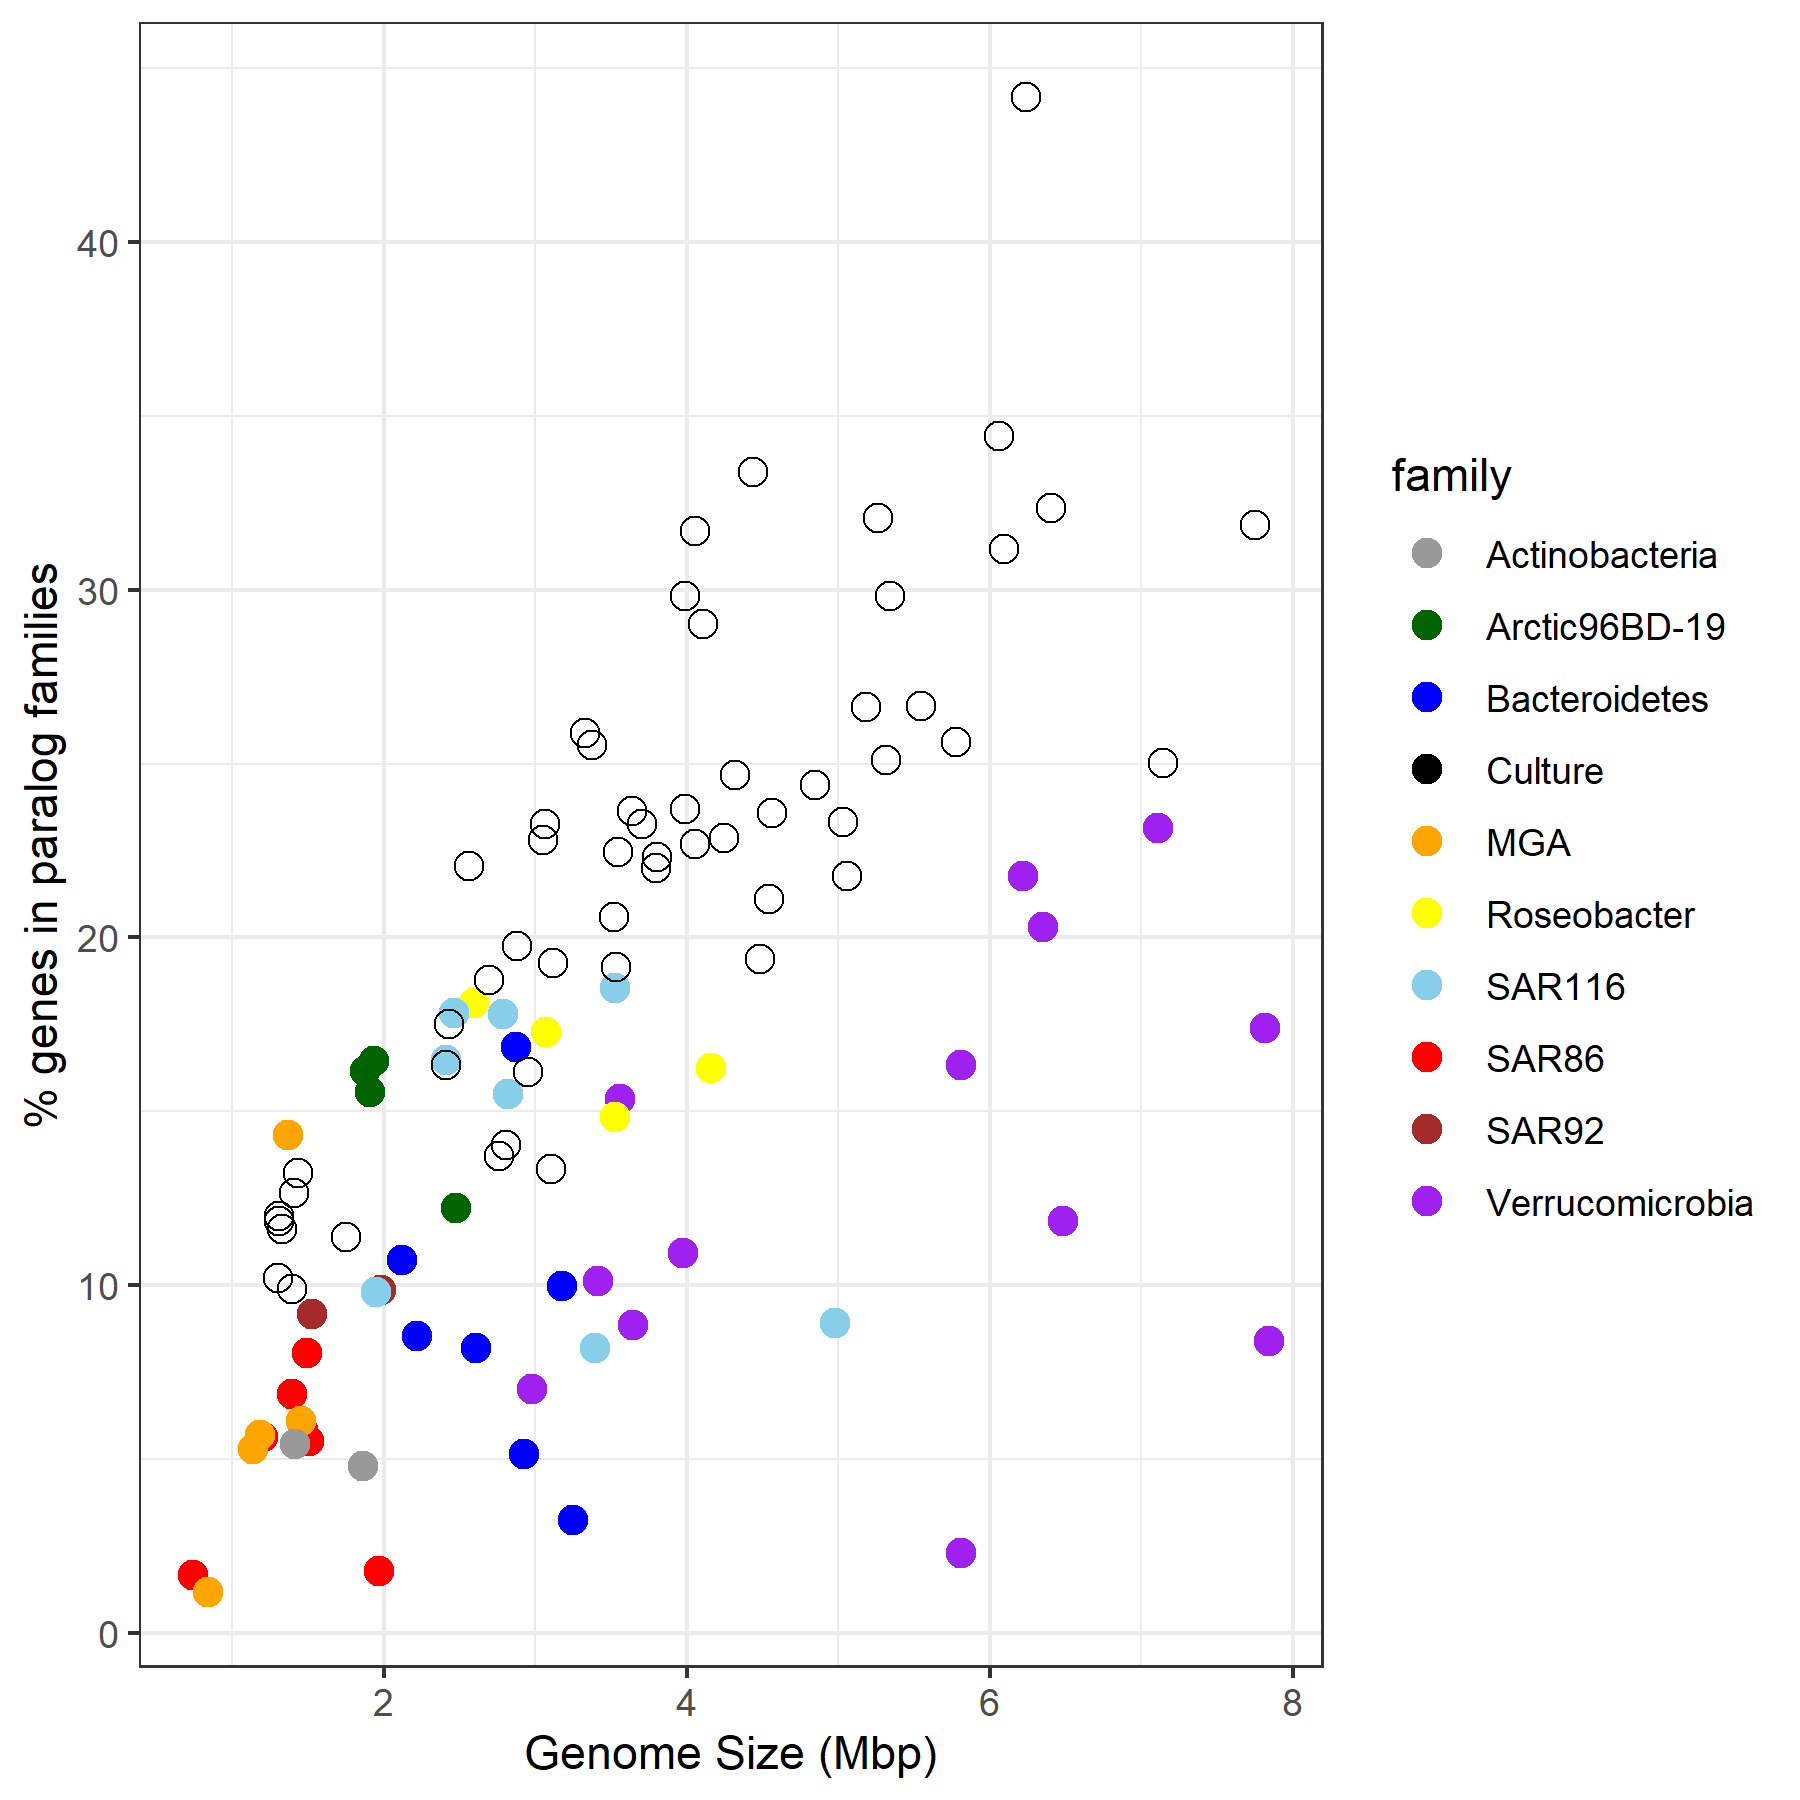 40
30
20
10
0
2
4
6
8
% genes in paralog families
Genome Size (Mbp)
family
Actinobacteria
Arctic96BD-19
Bacteroidetes
Culture
MGA
Roseobacter
SAR116
SAR86
SAR92
Verrucomicrobia